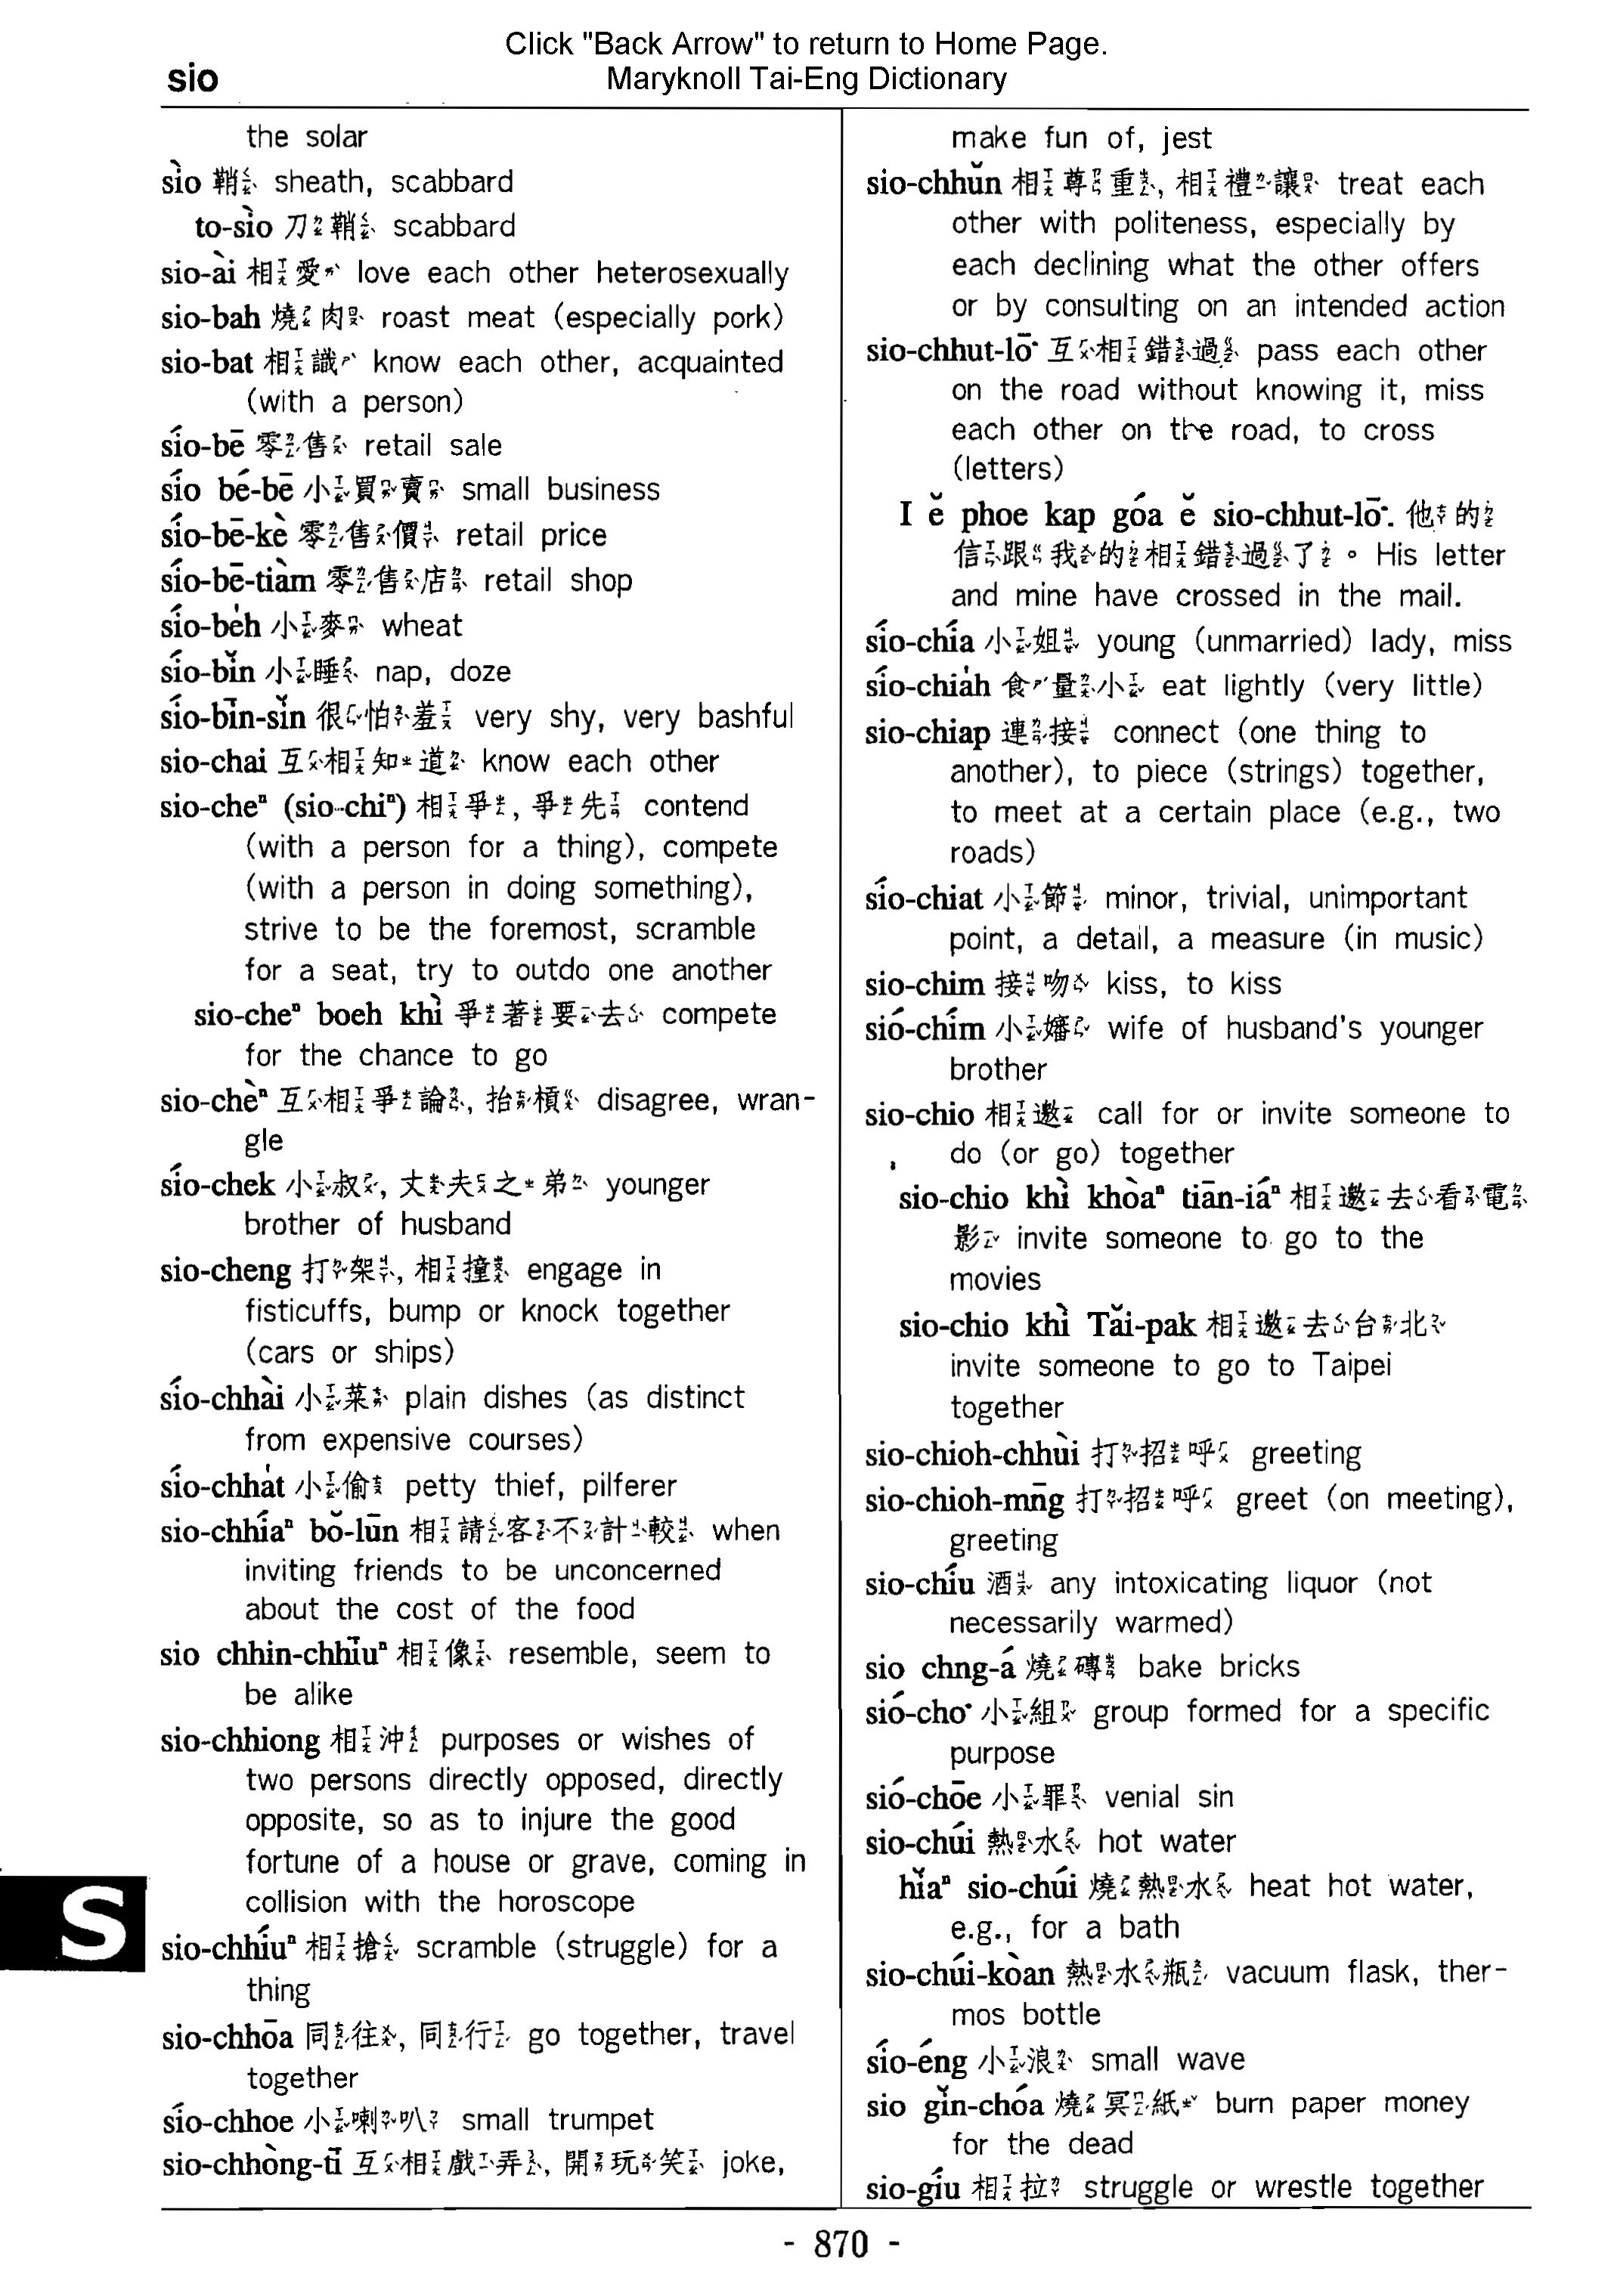 Click "Back Arrow" to return to Home Page.
Maryknoll Tai-Eng Dictionary
sio
the solar
sìo 鞘 sheath, scabbard
to-sìo 刀鞘 scabbard
sio-ài 相愛 love each other heterosexually
sio-bah 燒肉 roast meat (especially pork)
sio-bat 相識 know each other, acquainted
(with a person)
sío-bē 零售 retail sale
sío bé-bē 小買賣 small business
sío-bē-kè 零售價 retail price
sío-bē-tiàm 零售店 retail shop
sío-be̍h 小麥 wheat
sío-bǐn 小睡 nap, doze
sío-bīn-sǐn 很怕羞 very shy, very bashful
sio-chai 互相知道 know each other
sio-cheⁿ (sio-chiⁿ) 相爭, 爭先 contend
(with a person for a thing), compete
(with a person in doing something),
strive to be the foremost, scramble
for a seat, try to outdo one another
sio-cheⁿ boeh khì 爭著要去 compete
for the chance to go
sio-chèⁿ 互相爭論, 抬槓 disagree, wran-
gle
sío-chek 小叔, 丈夫之弟 younger
brother of husband
sio-cheng 打架, 相撞 engage in
fisticuffs, bump or knock together
(cars or ships)
sío-chhài 小菜 plain dishes (as distinct
from expensive courses)
sío-chha̍t 小偷 petty thief, pilferer
sio-chhíaⁿ bŏ-lūn 相請客不計較 when
inviting friends to be unconcerned
about the cost of the food
sio chhin-chhīuⁿ 相像 resemble, seem to
be alike
sio-chhiong 相沖 purposes or wishes of
two persons directly opposed, directly
opposite, so as to injure the good
fortune of a house or grave, coming in
collision with the horoscope
sio-chhíuⁿ 相搶 scramble (struggle) for a
thing
sio-chhōa 同往, 同行 go together, travel
together
sío-chhoe 小喇叭 small trumpet
sio-chhòng-tī 互相戲弄, 開玩笑 joke,
make fun of, jest
sio-chhŭn 相尊重, 相禮讓 treat each
other with politeness, especially by
each declining what the other offers
or by consulting on an intended action
sio-chhut-lō͘ 互相錯過 pass each other
on the road without knowing it, miss
each other on the road, to cross
(letters)
I ĕ phoe kap góa ĕ sio-chhut-lō͘. 他的
信跟我的相錯過了。 His letter
and mine have crossed in the mail.
sío-chía 小姐 young (unmarried) lady, miss
sío-chia̍h 食量小 eat lightly (very little)
sio-chiap 連接 connect (one thing to
another), to piece (strings) together,
to meet at a certain place (e.g., two
roads)
sío-chiat 小節 minor, trivial, unimportant
point, a detail, a measure (in music)
sio-chim 接吻 kiss, to kiss
sió-chím 小嬸 wife of husband's younger
brother
sio-chio 相邀 call for or invite someone to
do (or go) together
sio-chio khì khòaⁿ tiān-iáⁿ 相邀去看電
影 invite someone to go to the
movies
sio-chio khì Tăi-pak 相邀去台北
invite someone to go to Taipei
together
sio-chioh-chhùi 打招呼 greeting
sio-chioh-mn̄g 打招呼 greet (on meeting),
greeting
sio-chíu 酒 any intoxicating liquor (not
necessarily warmed)
sio chng-á 燒磚 bake bricks
sió-cho͘ 小組 group formed for a specific
purpose
sió-chōe 小罪 venial sin
sio-chúi 熱水 hot water
hĭaⁿ sio-chúi 燒熱水 heat hot water,
e.g., for a bath
sio-chúi-kòan 熱水瓶 vacuum flask, ther-
mos bottle
sío-éng 小浪 small wave
sio gǐn-chóa 燒冥紙 burn paper money
for the dead
sio-gíu 相拉 struggle or wrestle together
S
- 870 -